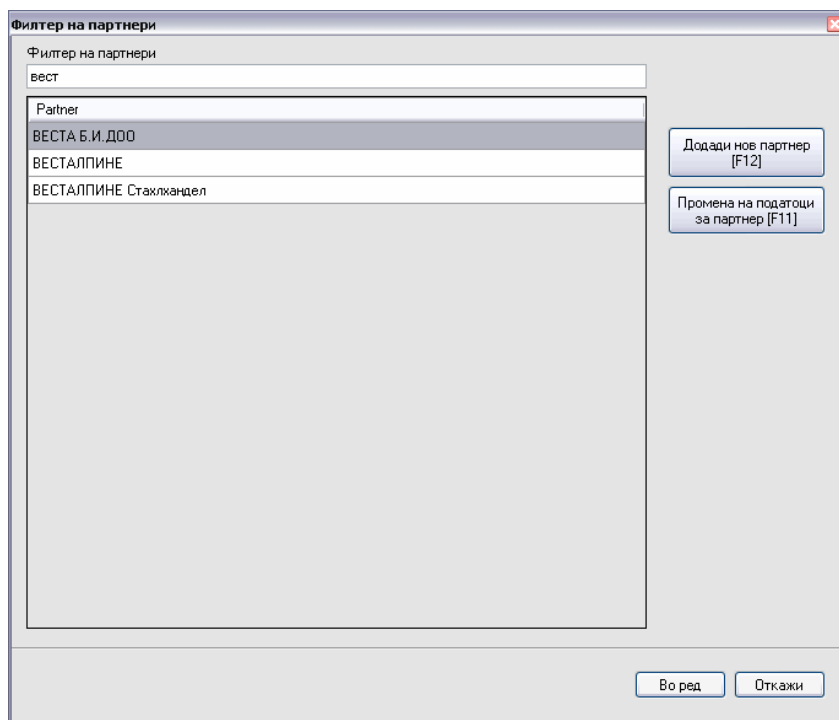 Филтер на партнери
Филтер на партнери
вест
Partner
ВЕСТА Б.И.ДОО
ВЕСТАЛПИНЕ
ВЕСТАЛПИНЕ Стахлхандел
Додади нов партнер
[F12]
Промена на податоци
за партнер [F11]
Во ред
Откажи